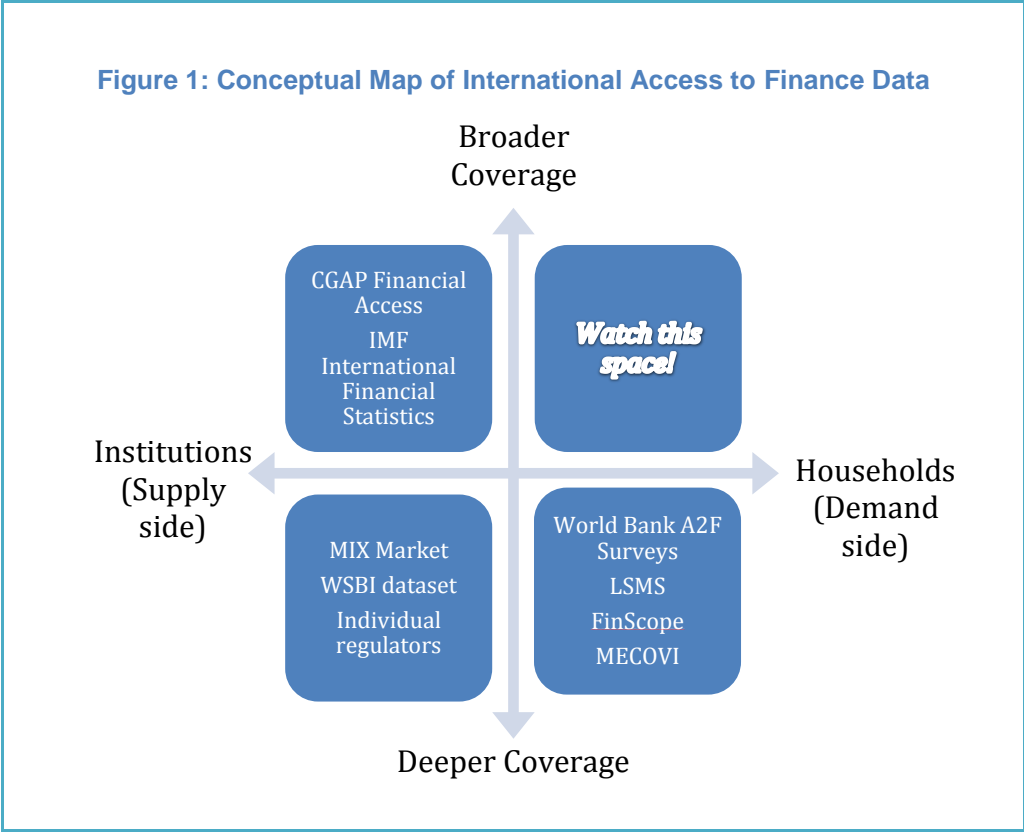 Figure 1: Conceptual Map of International Access to Finance Data
Broader
Coverage
CGAP Financial
Access
IMF
International
Financial
Statistics
Watch this
space!
Institutions
(Supply
side)
Households
(Demand
side)
MIX Market
WSBI dataset
Individual
regulators
World Bank A2F
Surveys
LSMS
FinScope
MECOVI
Deeper Coverage